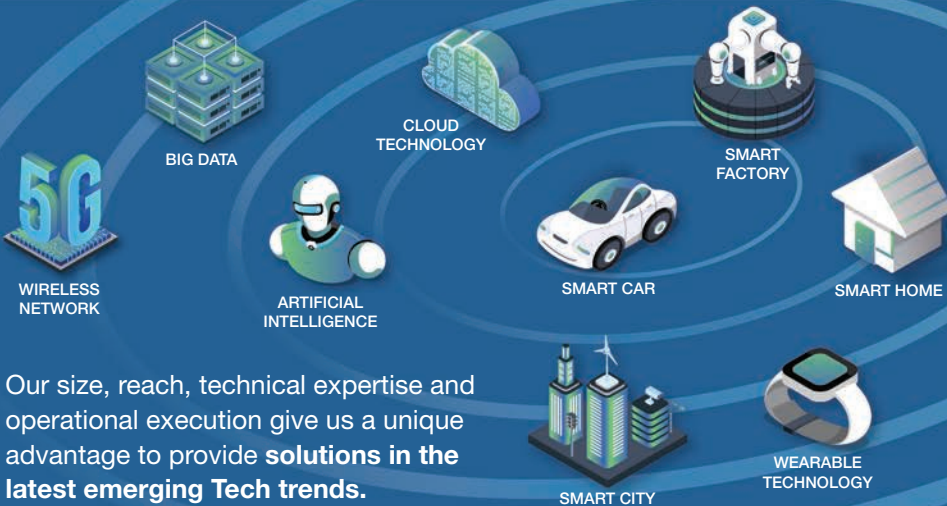 BIG DATA
CLOUD
TECHNOLOGY
SMART
FACTORY
5G
WIRELESS
NETWORK
ARTIFICIAL
INTELLIGENCE
SMART CAR
SMART HOME
Our size, reach, technical expertise and
operational execution give us a unique
advantage to provide solutions in the
latest emerging Tech trends.
SMART CITY
WEARABLE
TECHNOLOGY